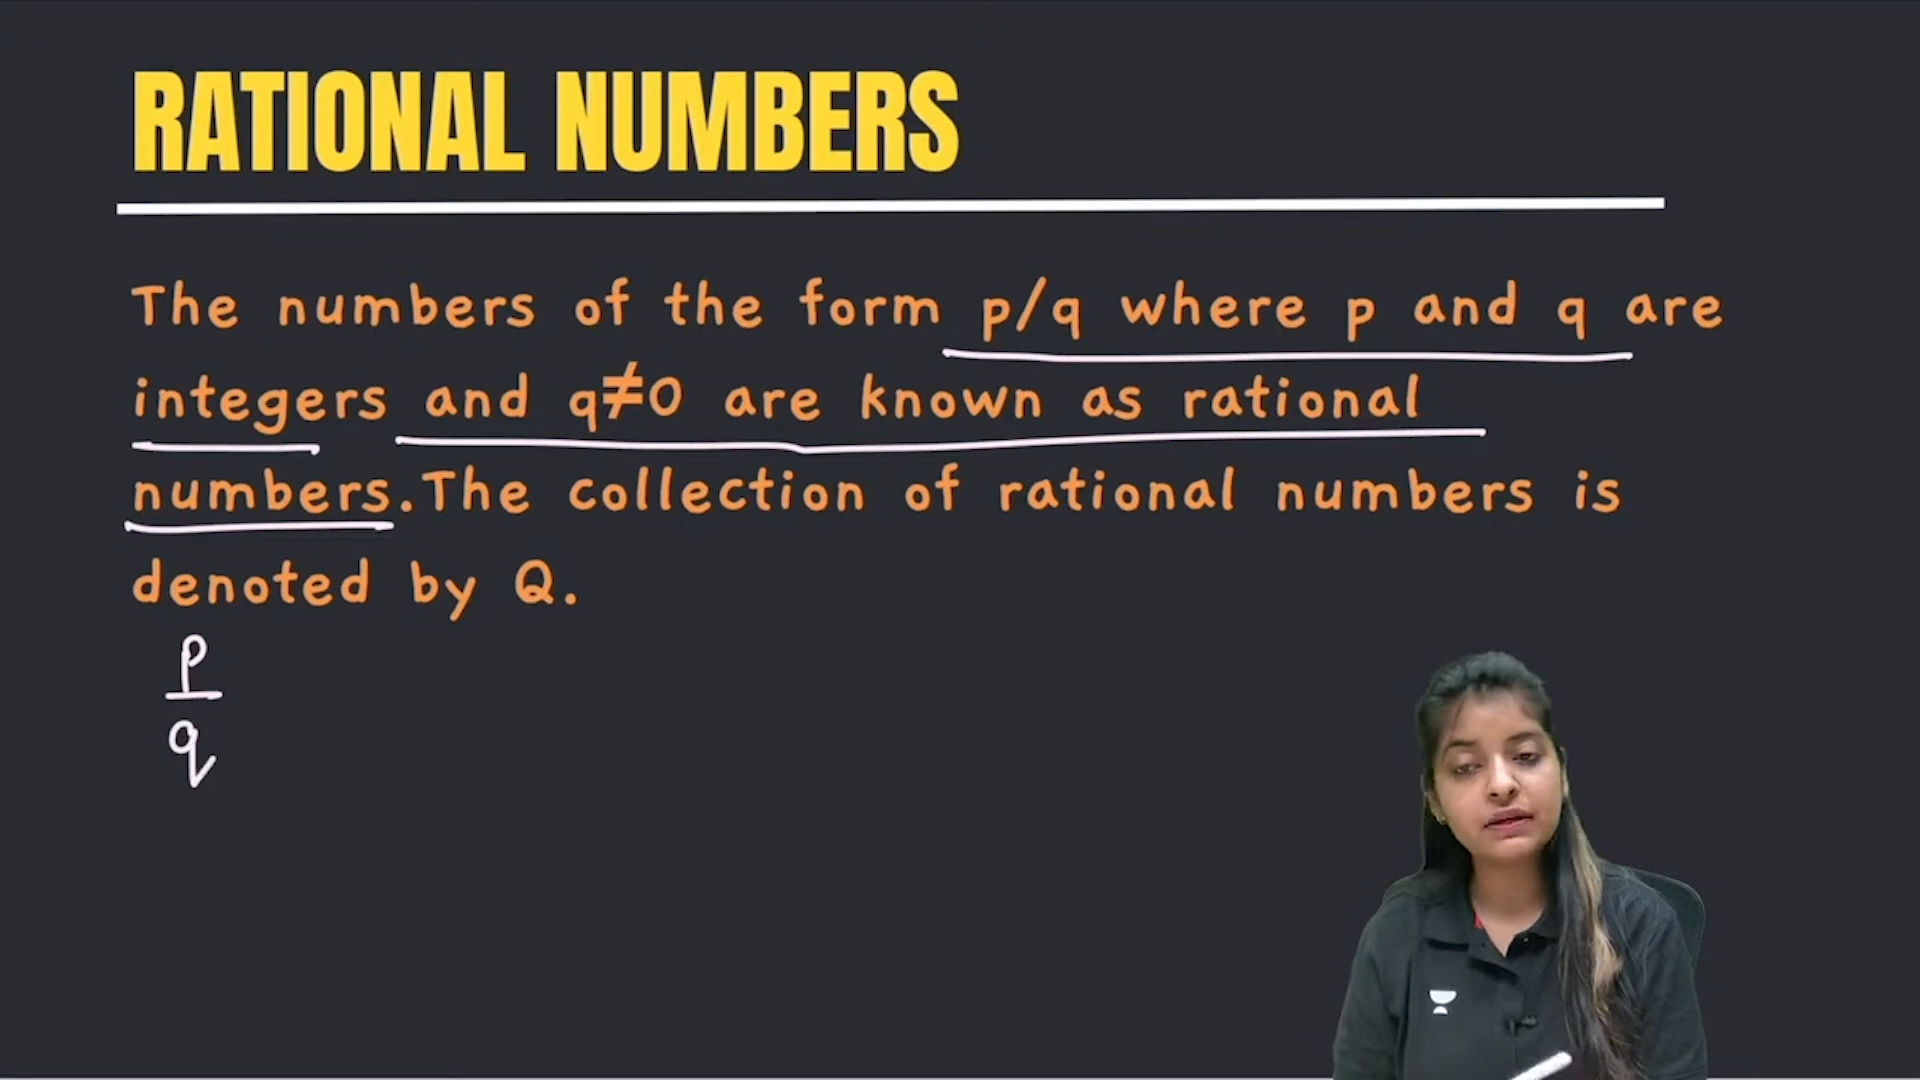 RATIONAL NUMBERS
The numbers of the form p/q where p and q are
integers and q≠0 are known as rational
numbers.The collection of rational numbers is
denoted by Q.
p
q